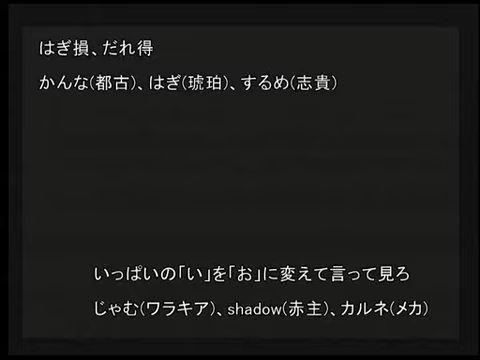 はぎ損、だれ得
かんな(都古)、はぎ(琥珀)、するめ(志貴)
いっぱいの「い」を「お」に変えて言って見ろ
じゃむ(ワラキア)、shadow(赤主)、カルネ(メカ)